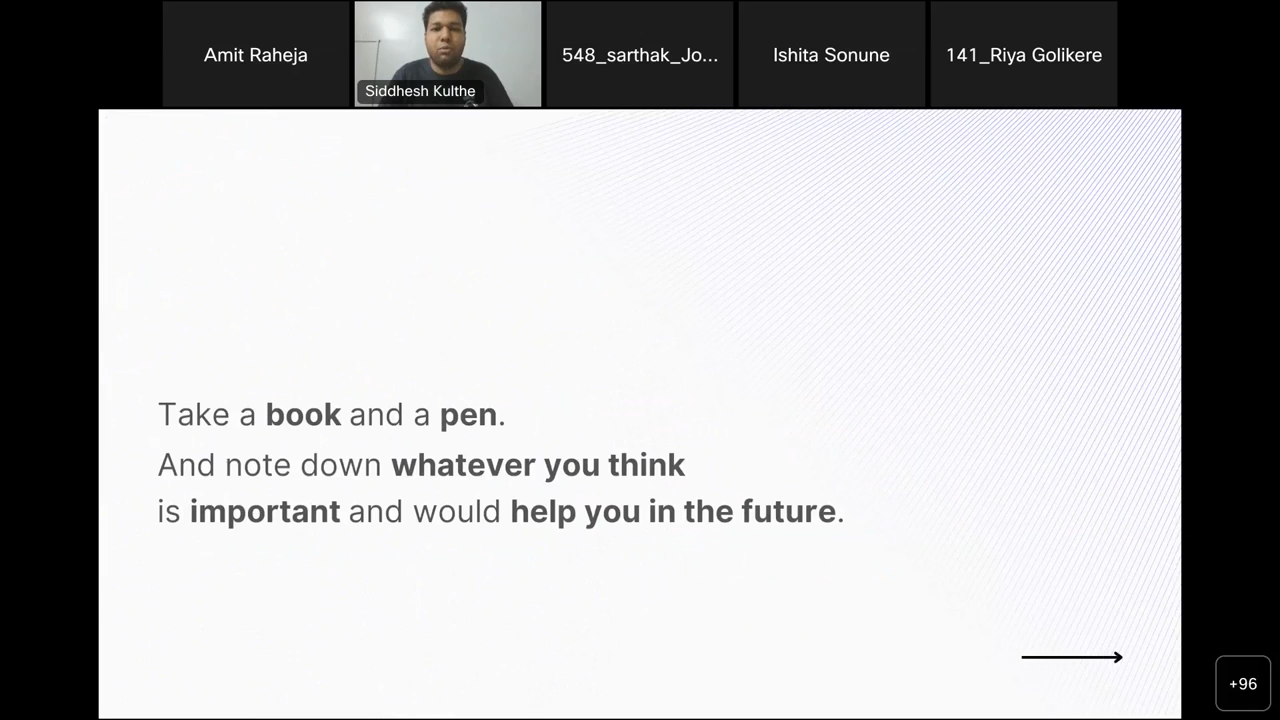 Amit Raheja
Siddhesh Kulthe
548_sarthak_Jo...
Ishita Sonune
141_Riya Golikere
Take a book and a pen.
And note down whatever you think
is important and would help you in the future.
+96